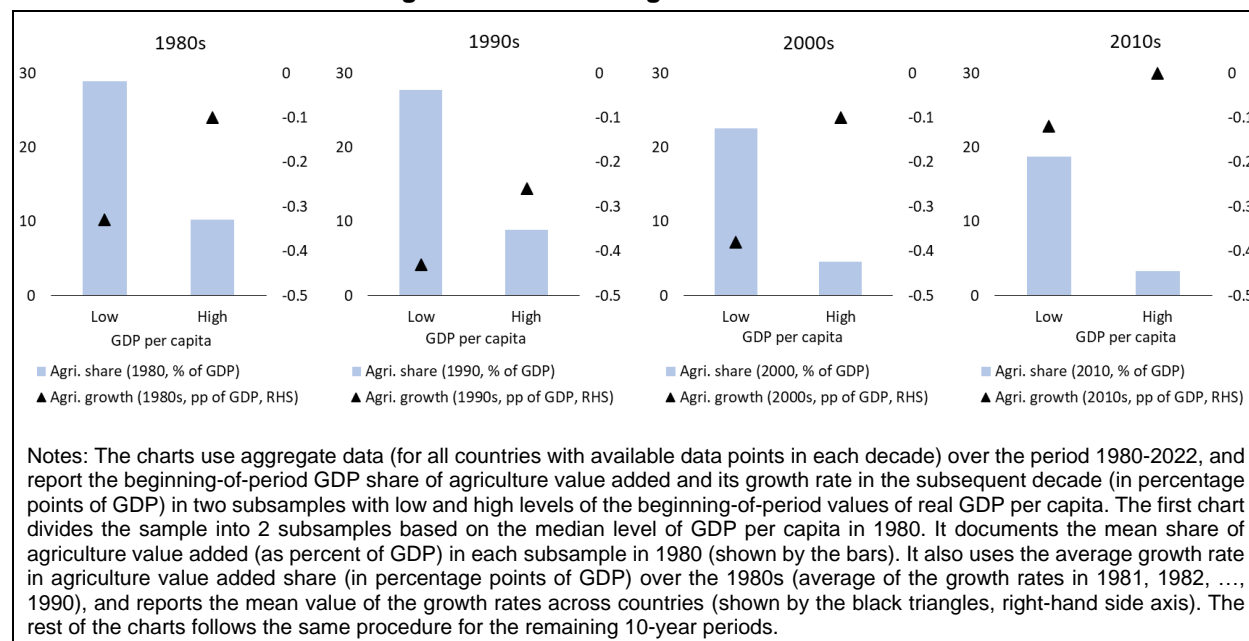 1980s
1990s
2000s
2010s
30 0 30 0 30 0 30 0
-0.1 -0.1 -0.1 -0.1
20 -0.2 20 -0.2 20 -0.2 20 -0.2
-0.3 -0.3 -0.3 -0.3
10 -0.4 10 -0.4 10 -0.4 10 -0.4
0 -0.5 0 -0.5 0 -0.5 0 -0.5
Low High Low High Low High Low High
GDP per capita GDP per capita GDP per capita GDP per capita
Agri. share (1980, % of GDP) Agri. share (1990, % of GDP) Agri. share (2000, % of GDP) Agri. share (2010, % of GDP)
Agri. growth (1980s, pp of GDP, RHS) Agri. growth (1990s, pp of GDP, RHS) Agri. growth (2000s, pp of GDP, RHS) Agri. growth (2010s, pp of GDP, RHS)
Notes: The charts use aggregate data (for all countries with available data points in each decade) over the period 1980-2022, and
report the beginning-of-period GDP share of agriculture value added and its growth rate in the subsequent decade (in percentage
points of GDP) in two subsamples with low and high levels of the beginning-of-period values of real GDP per capita. The first chart
divides the sample into 2 subsamples based on the median level of GDP per capita in 1980. It documents the mean share of
agriculture value added (as percent of GDP) in each subsample in 1980 (shown by the bars). It also uses the average growth rate
in agriculture value added share (in percentage points of GDP) over the 1980s (average of the growth rates in 1981, 1982, …,
1990), and reports the mean value of the growth rates across countries (shown by the black triangles, right-hand side axis). The
rest of the charts follows the same procedure for the remaining 10-year periods.